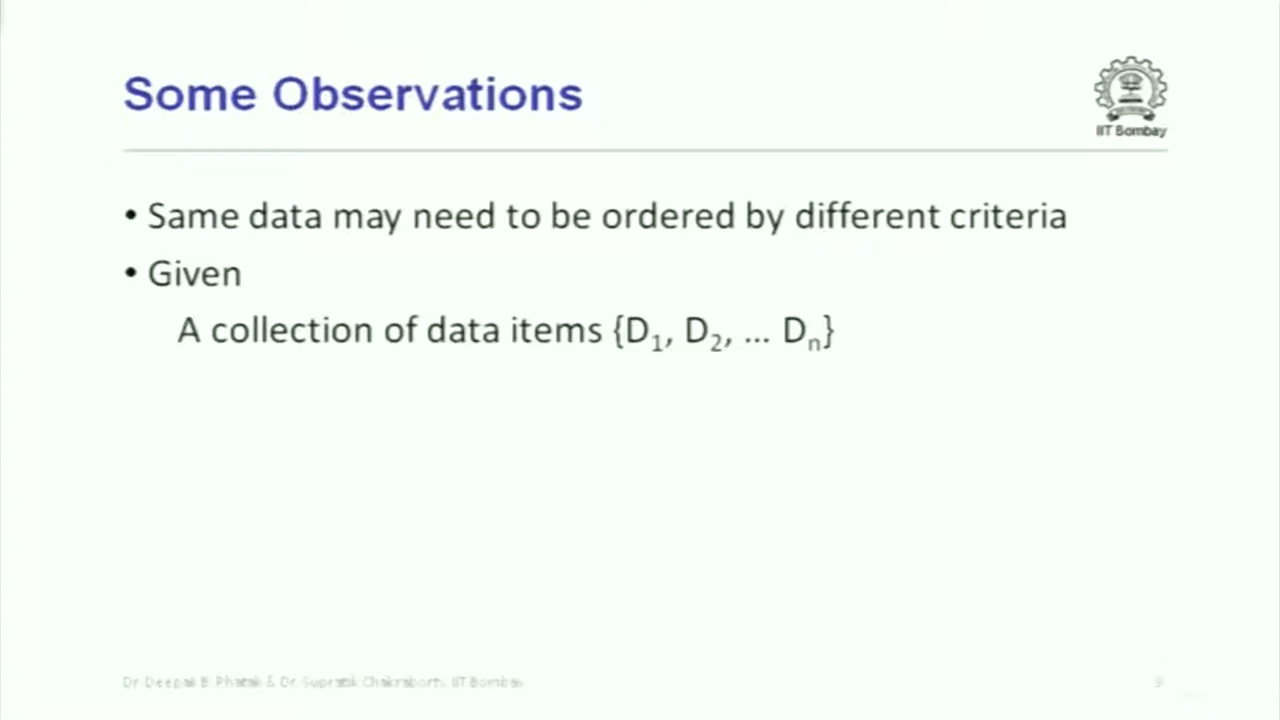 Some Observations
IIT Bombay
• Same data may need to be ordered by different criteria
• Given
A collection of data items {D₁, D₂, ... Dₙ}
Dr Deepak B Phatak & Dr Supratik Chakraborty, IIT Bombay
9